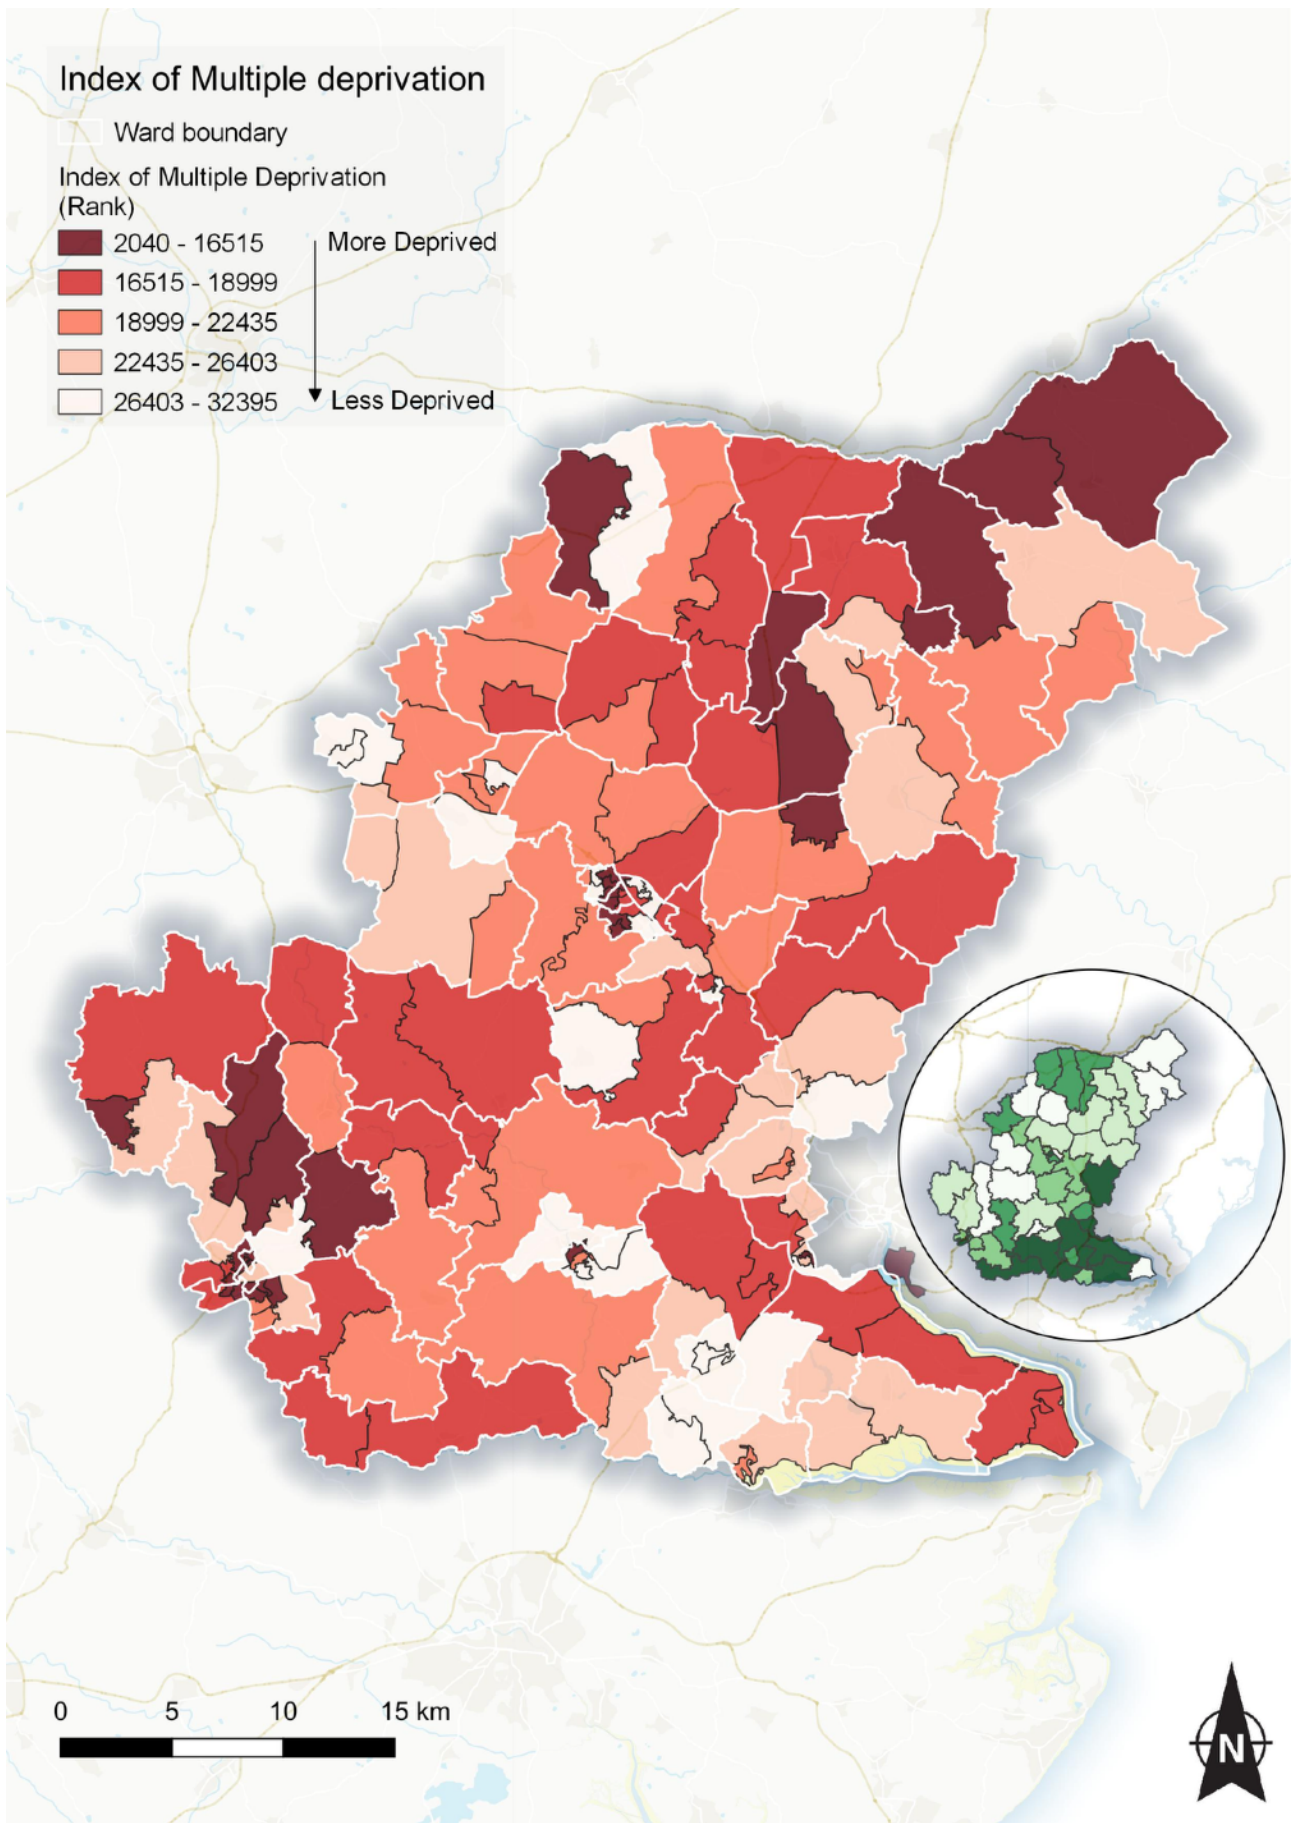 Index of Multiple deprivation
Ward boundary
Index of Multiple Deprivation
(Rank)
2040 - 16515
More Deprived
16515 - 18999
18999 - 22435
22435 - 26403
26403 - 32395
Less Deprived
0 5 10 15 km
N